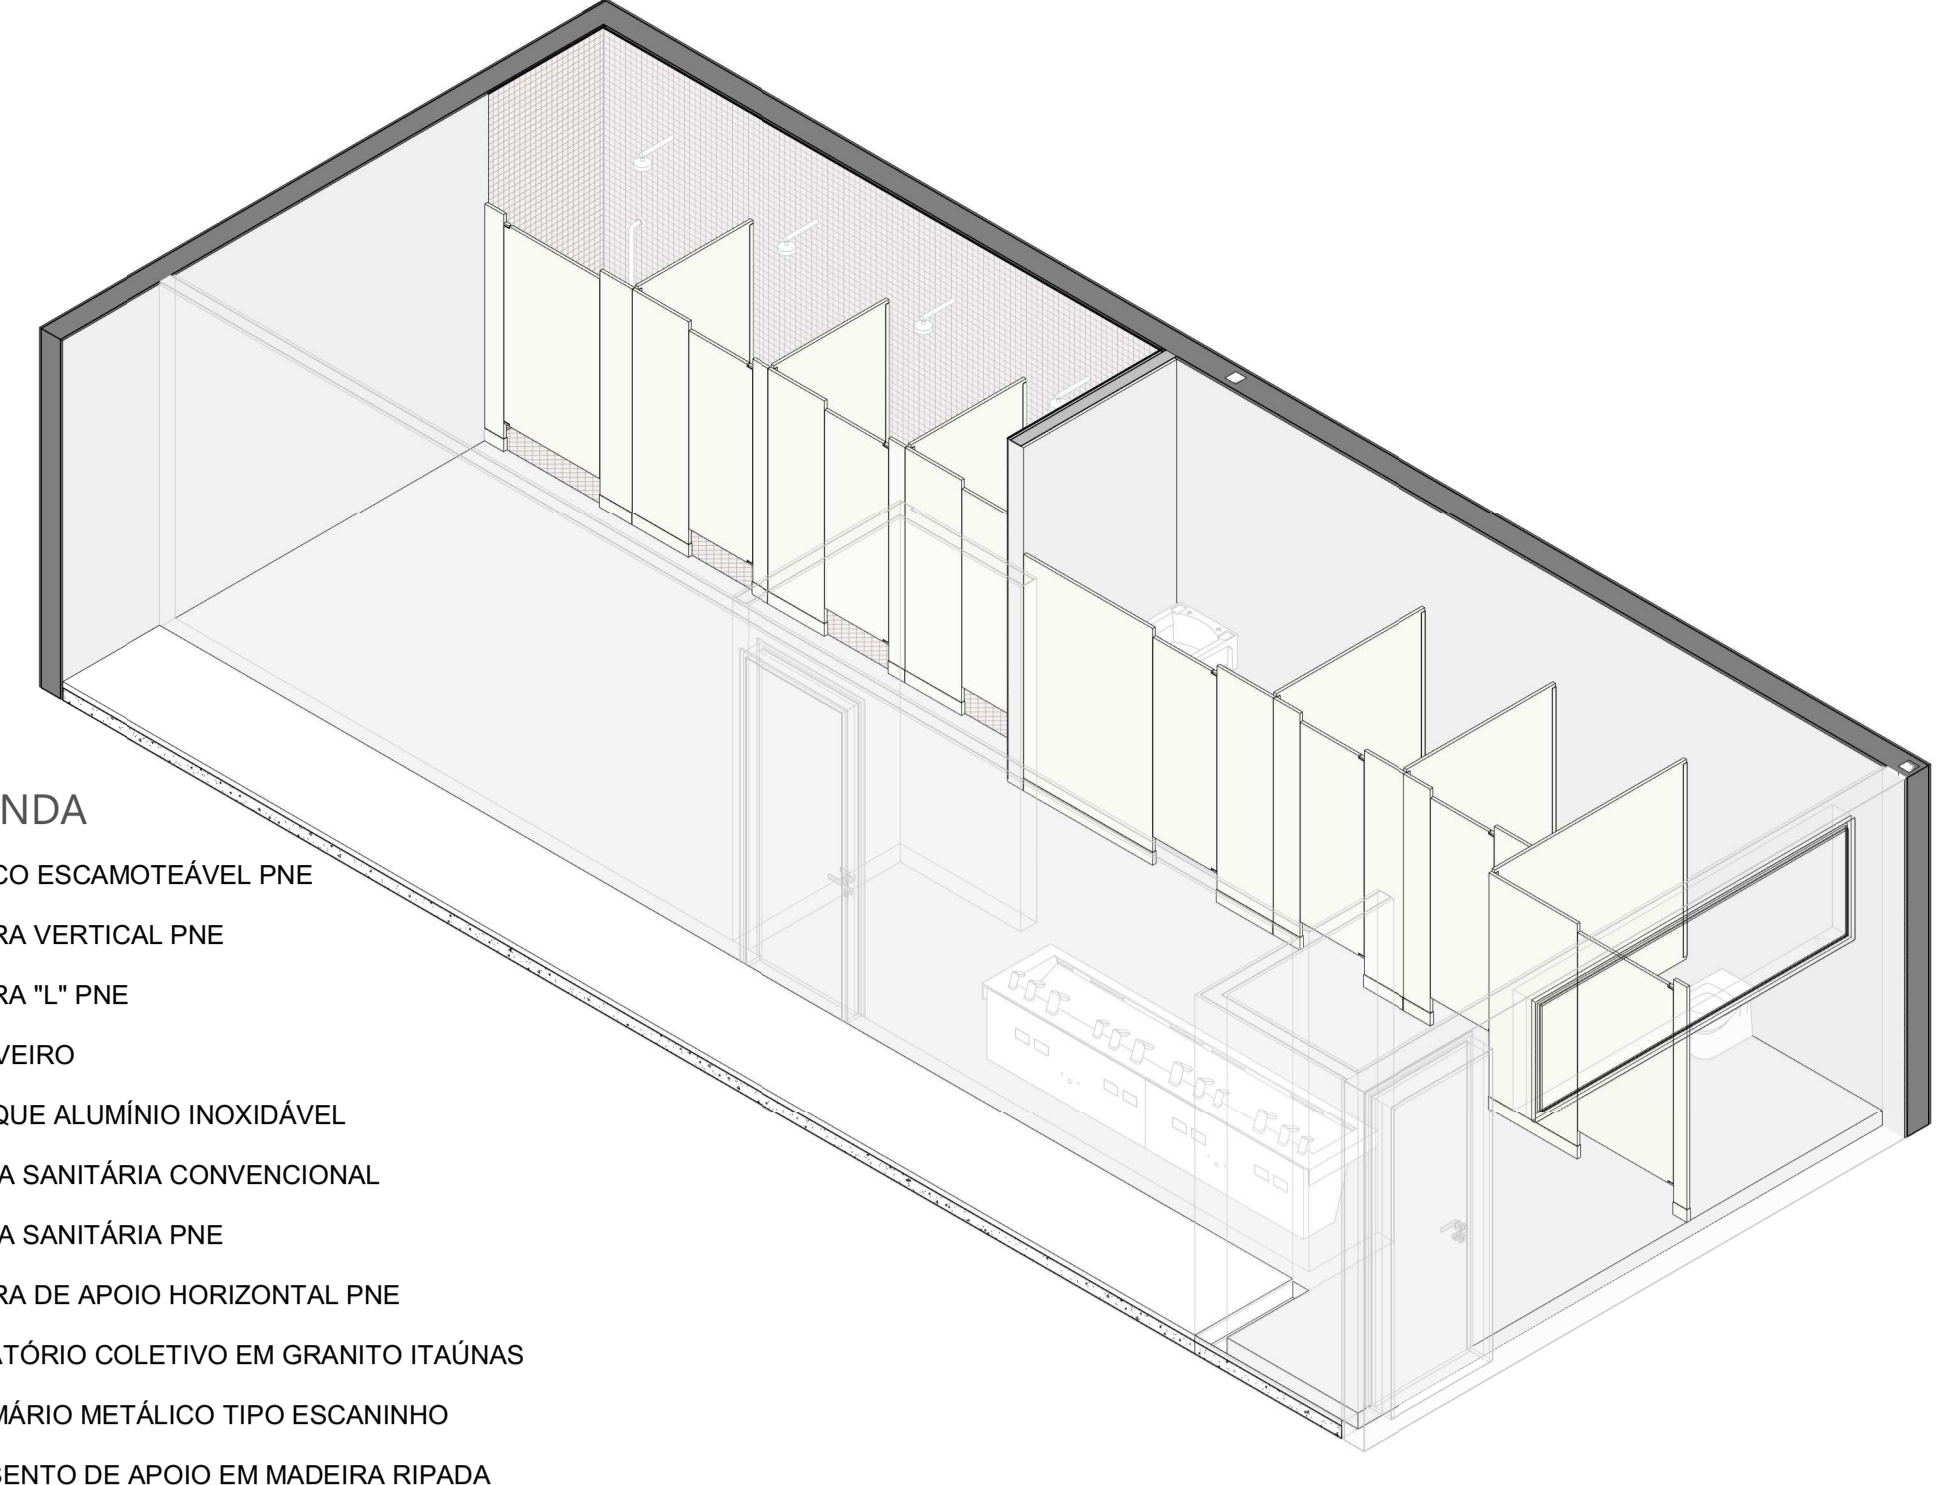 NDA
CO ESCAMOTEÁVEL PNE
RA VERTICAL PNE
RA "L" PNE
VEIRO
QUE ALUMÍNIO INOXIDÁVEL
A SANITÁRIA CONVENCIONAL
A SANITÁRIA PNE
RA DE APOIO HORIZONTAL PNE
ATÓRIO COLETIVO EM GRANITO ITAÚNAS
MÁRIO METÁLICO TIPO ESCANINHO
SENTO DE APOIO EM MADEIRA RIPADA